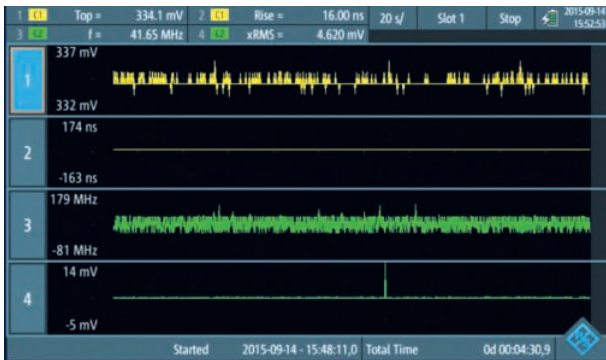 1 C1 Top = 334.1 mV 2 C1 Rise = 16.00 ns 20 s/ Slot 1 Stop 2015-09-14
3 C2 f = 41.65 MHz 4 C2 xRMS = 4.620 mV 15:52:53
337 mV
1
332 mV
174 ns
2
-163 ns
179 MHz
3
-81 MHz
14 mV
4
-5 mV
Started 2015-09-14 - 15:48:11,0 Total Time 0d 00:04:30,9